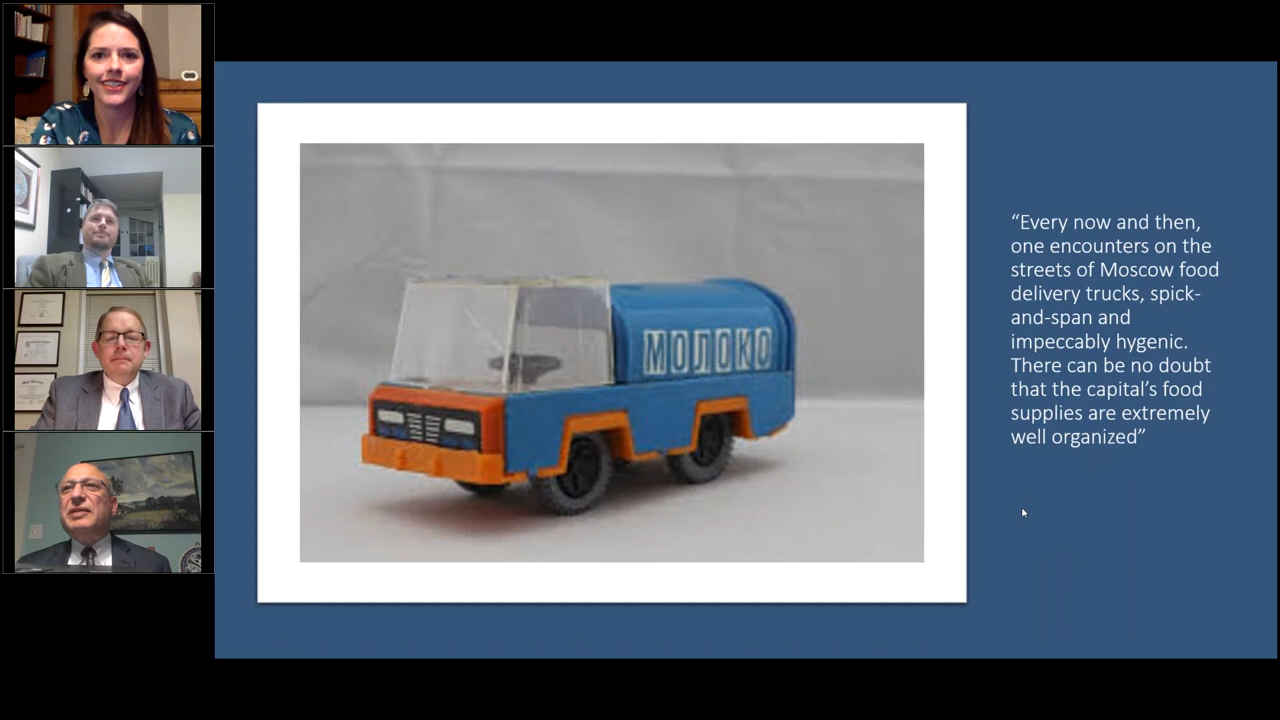 МОЛОКО
“Every now and then,
one encounters on the
streets of Moscow food
delivery trucks, spick-
and-span and
impeccably hygenic.
There can be no doubt
that the capital’s food
supplies are extremely
well organized”